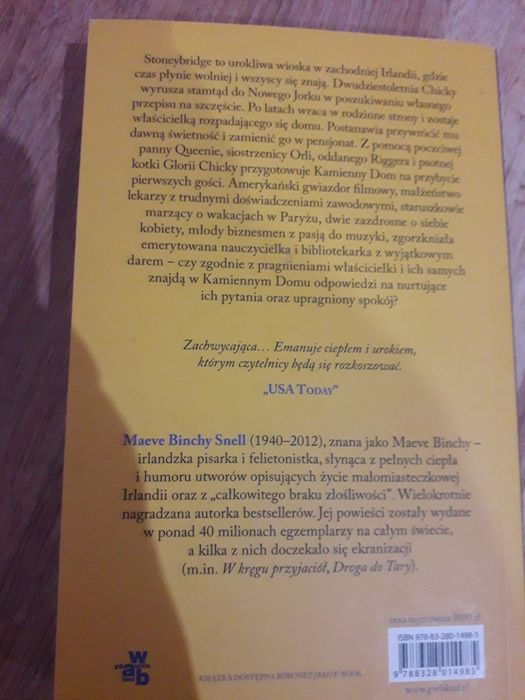 Stoneybridge to urokliwa wioska w zachodniej Irlandii, gdzie
czas płynie wolniej i wszyscy się znają. Dwudziestoletnia Chicky
wyrusza stamtąd do Nowego Jorku w poszukiwaniu własnego
przepisu na szczęście. Po latach wraca w rodzinne strony i zostaje
właścicielką rozpadającego się domu. Postanawia przywrócić mu
dawną świetność i zamienić go w pensjonat. Z pomocą poczciwej
panny Queenie, siostrzenicy Orli, oddanego Riggera i psotnej
kotki Glorii Chicky przygotowuje Kamienny Dom na przybycie
pierwszych gości. Amerykański gwiazdor filmowy, małżeństwo
lekarzy z trudnymi doświadczeniami zawodowymi, staruszkowie
marzący o wakacjach w Paryżu, dwie zazdrosne o siebie
kobiety, młody biznesmen z pasją do muzyki, zgorzkniała
emerytowana nauczycielka i bibliotekarka z wyjątkowym
darem – czy zgodnie z pragnieniami właścicielki i ich samych
znajdą w Kamiennym Domu odpowiedzi na nurtujące
ich pytania oraz upragniony spokój?
Zachwycająca... Emanuje ciepłem i urokiem,
którym czytelnicy będą się rozkoszować.
„USA Today”
Maeve Binchy Snell (1940–2012), znana jako Maeve Binchy –
irlandzka pisarka i felietonistka, słynąca z pełnych ciepła
i humoru utworów opisujących życie małomiasteczkowej
Irlandii oraz z „całkowitego braku złośliwości”. Wielokrotnie
nagradzana autorka bestsellerów. Jej powieści zostały wydane
w ponad 40 milionach egzemplarzy na całym świecie,
a kilka z nich doczekało się ekranizacji
(m.in. W kręgu przyjaciół, Droga do Tary).
cena sugerowana 39,99 zł
ISBN 978-83-280-1498-5
9 788328 014985
w
a
b
KSIĄŻKA DOSTĘPNA RÓWNIEŻ JAKO E-BOOK